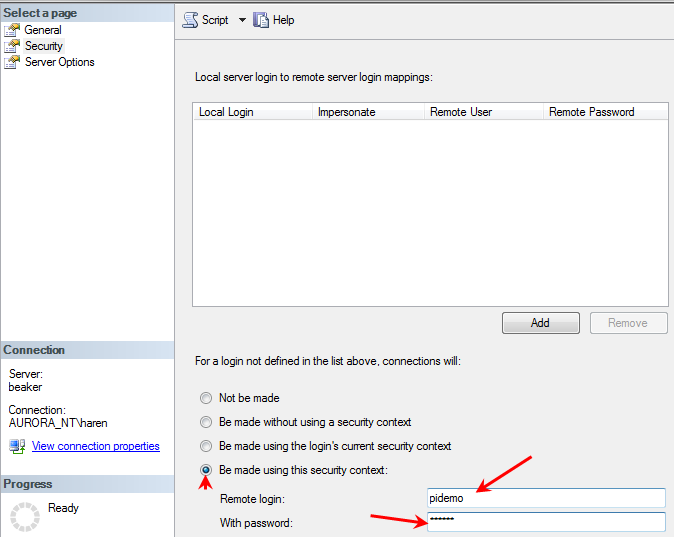 Select a page
General
Security
Server Options
Script Help
Local server login to remote server login mappings:
Local Login Impersonate Remote User Remote Password
Add Remove
Connection
Server:
beaker
Connection:
AURORA_NT\haren
View connection properties
Progress
Ready
For a login not defined in the list above, connections will:
Not be made
Be made without using a security context
Be made using the login's current security context
Be made using this security context:
Remote login: pidemo
With password: ******